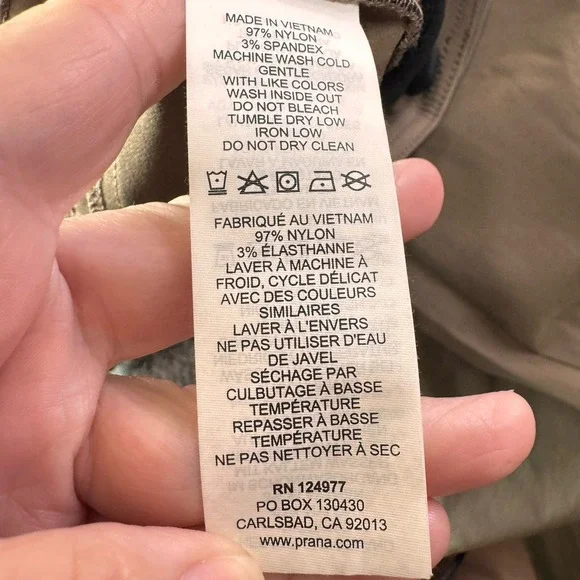 MADE IN VIETNAM
97% NYLON
3% SPANDEX
MACHINE WASH COLD
GENTLE
WITH LIKE COLORS
WASH INSIDE OUT
DO NOT BLEACH
TUMBLE DRY LOW
IRON LOW
DO NOT DRY CLEAN
FABRIQUÉ AU VIETNAM
97% NYLON
3% ÉLASTHANNE
LAVER À MACHINE À
FROID, CYCLE DÉLICAT
AVEC DES COULEURS
SIMILAIRES
LAVER À L'ENVERS
NE PAS UTILISER D'EAU
DE JAVEL
SÉCHAGE PAR
CULBUTAGE À BASSE
TEMPÉRATURE
REPASSER À BASSE
TEMPÉRATURE
NE PAS NETTOYER À SEC
RN 124977
PO BOX 130430
CARLSBAD, CA 92013
www.prana.com